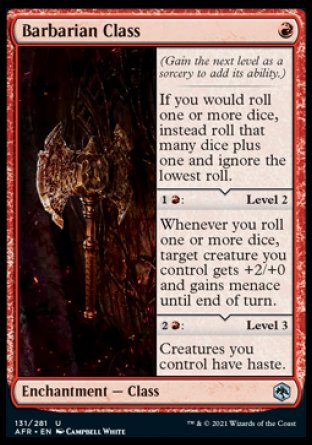 Barbarian Class
(Gain the next level as a
sorcery to add its ability.)
If you would roll
one or more dice,
instead roll that
many dice plus
one and ignore the
lowest roll.
1 : Level 2
Whenever you roll
one or more dice,
target creature you
control gets +2/+0
and gains menace
until end of turn.
2 : Level 3
Creatures you
control have haste.
Enchantment — Class
131/281 U
AFR • EN Campbell White
™ & © 2021 Wizards of the Coast